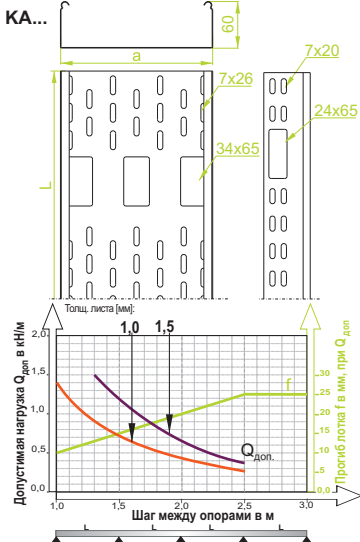 KA...
60
a
7x26
7x20
24x65
34x65
L
Толщ. листа [мм]:
1,0
1,5
Допустимая нагрузка Qдоп в кН/м
2,0
1,5
1,0
0,5
0,0
f
Qдоп.
30
25
20
15
10
5
0,0
Прогиб лотка f в мм, при Q доп
1,0
1,5
2,0
2,5
3,0
Шаг между опорами в м
L
L
L
L